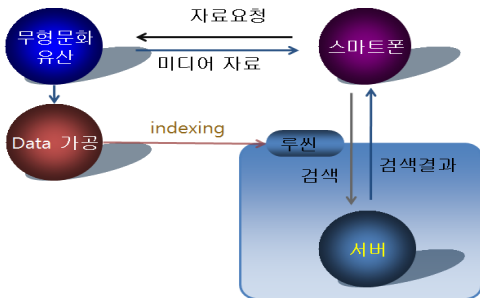 자료요청
무형문화
유산
스마트폰
미디어 자료
Data 가공
indexing
루씬
검색
검색결과
서버